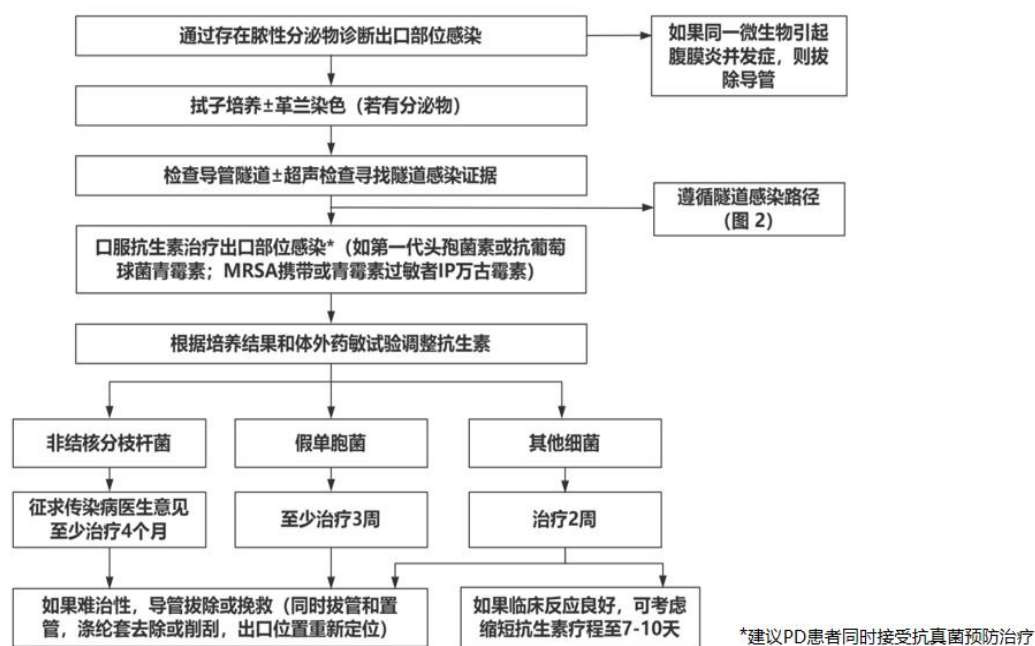 通过存在脓性分泌物诊断出口部位感染
如果同一微生物引起
腹膜炎并发症，则拔
除导管
拭子培养±革兰染色（若有分泌物）
检查导管隧道±超声检查寻找隧道感染证据
遵循隧道感染路径
（图 2）
口服抗生素治疗出口部位感染*（如第一代头孢菌素或抗葡萄
球菌青霉素；MRSA携带或青霉素过敏者IP万古霉素）
根据培养结果和体外药敏试验调整抗生素
非结核分枝杆菌
假单胞菌
其他细菌
征求传染病医生意见
至少治疗4个月
至少治疗3周
治疗2周
如果难治性，导管拔除或挽救（同时拔管和置
管，涤纶套去除或削刮，出口位置重新定位）
如果临床反应良好，可考虑
缩短抗生素疗程至7-10天
*建议PD患者同时接受抗真菌预防治疗